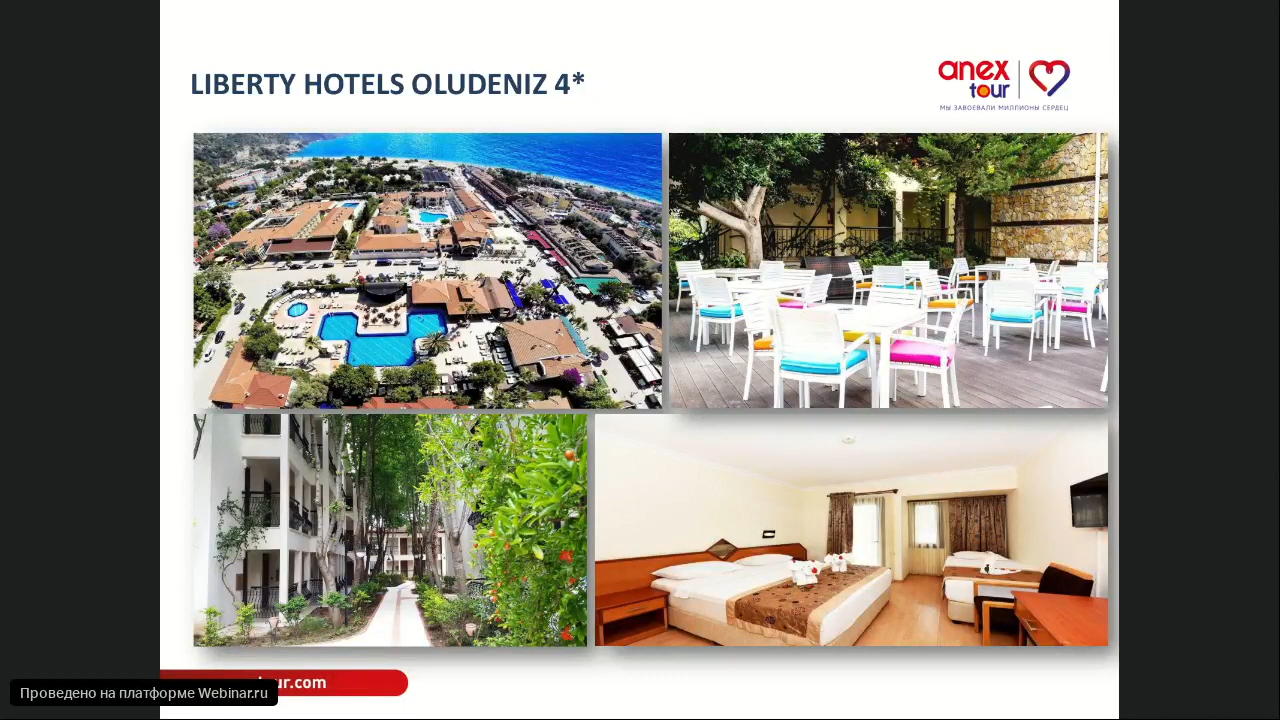 LIBERTY HOTELS OLUDENIZ 4*
anex
tour
МЫ ЗАВОЕВАЛИ МИЛЛИОНЫ СЕРДЕЦ
tour.com
Проведено на платформе Webinar.ru